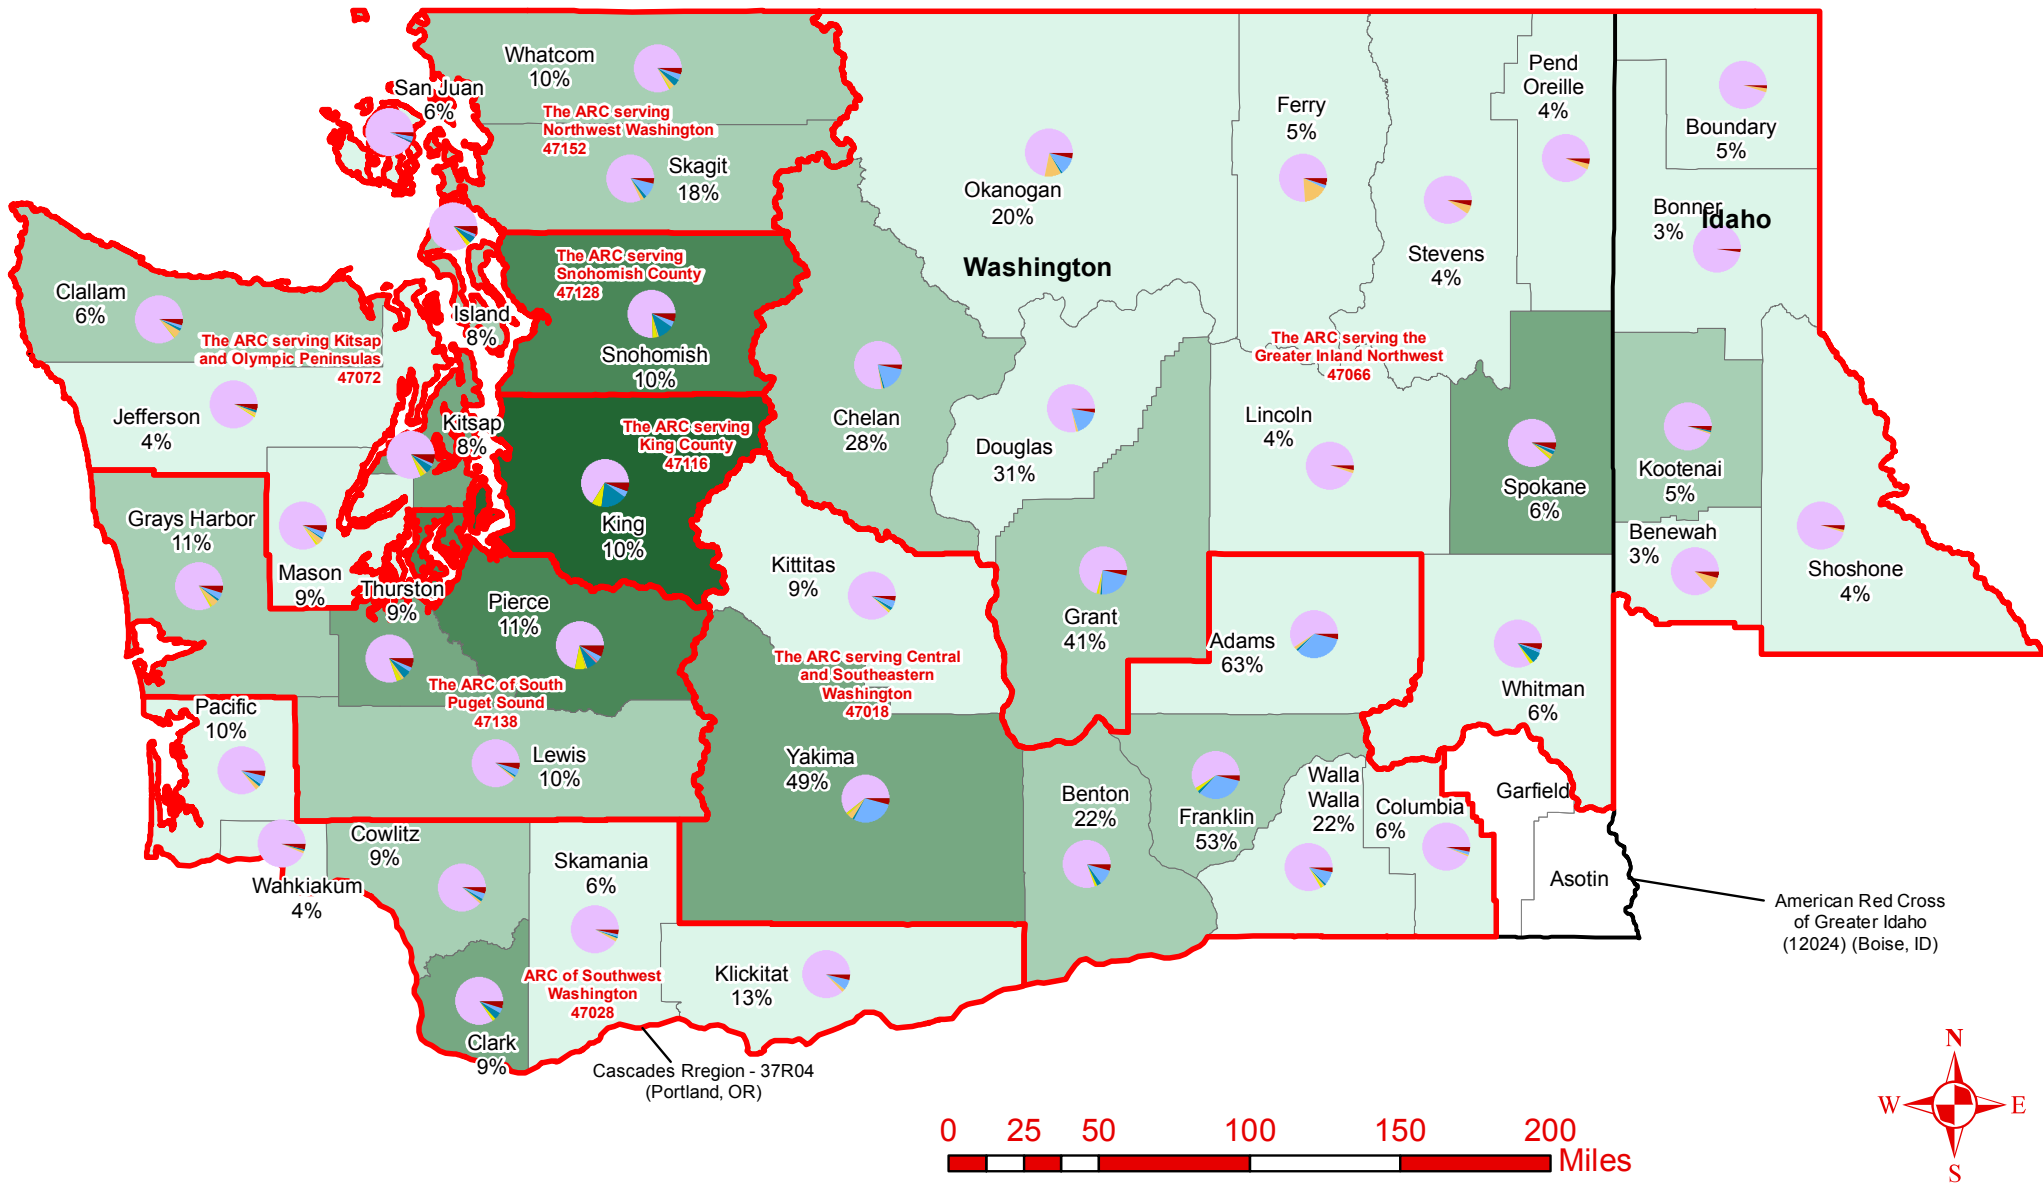 Whatcom
10%
San Juan
6%
The ARC serving
Northwest Washington
47152
Skagit
18%
Okanogan
20%
Ferry
5%
Pend
Oreille
4%
Boundary
5%
Bonner
3%
Idaho
Washington
Stevens
4%
Clallam
6%
The ARC serving Kitsap
and Olympic Peninsulas
47072
Island
8%
The ARC serving
Snohomish County
47128
Snohomish
10%
Jefferson
4%
Kitsap
8%
The ARC serving
King County
47116
King
10%
Chelan
28%
Douglas
31%
The ARC serving the
Greater Inland Northwest
47066
Lincoln
4%
Spokane
6%
Kootenai
5%
Benewah
3%
Shoshone
4%
Grays Harbor
11%
Mason
9%
Thurston
9%
Pierce
11%
Kittitas
9%
Grant
41%
Adams
63%
Whitman
6%
The ARC of South
Puget Sound
47138
The ARC serving Central
and Southeastern
Washington
47018
Pacific
10%
Lewis
10%
Yakima
49%
Benton
22%
Franklin
53%
Walla
Walla
22%
Columbia
6%
Garfield
Asotin
Wahkiakum
4%
Cowlitz
9%
Skamania
6%
ARC of Southwest
Washington
47028
Klickitat
13%
Clark
9%
Cascades Rregion - 37R04
(Portland, OR)
American Red Cross
of Greater Idaho
(12024) (Boise, ID)
0 25 50 100 150 200
Miles
N
W E
S